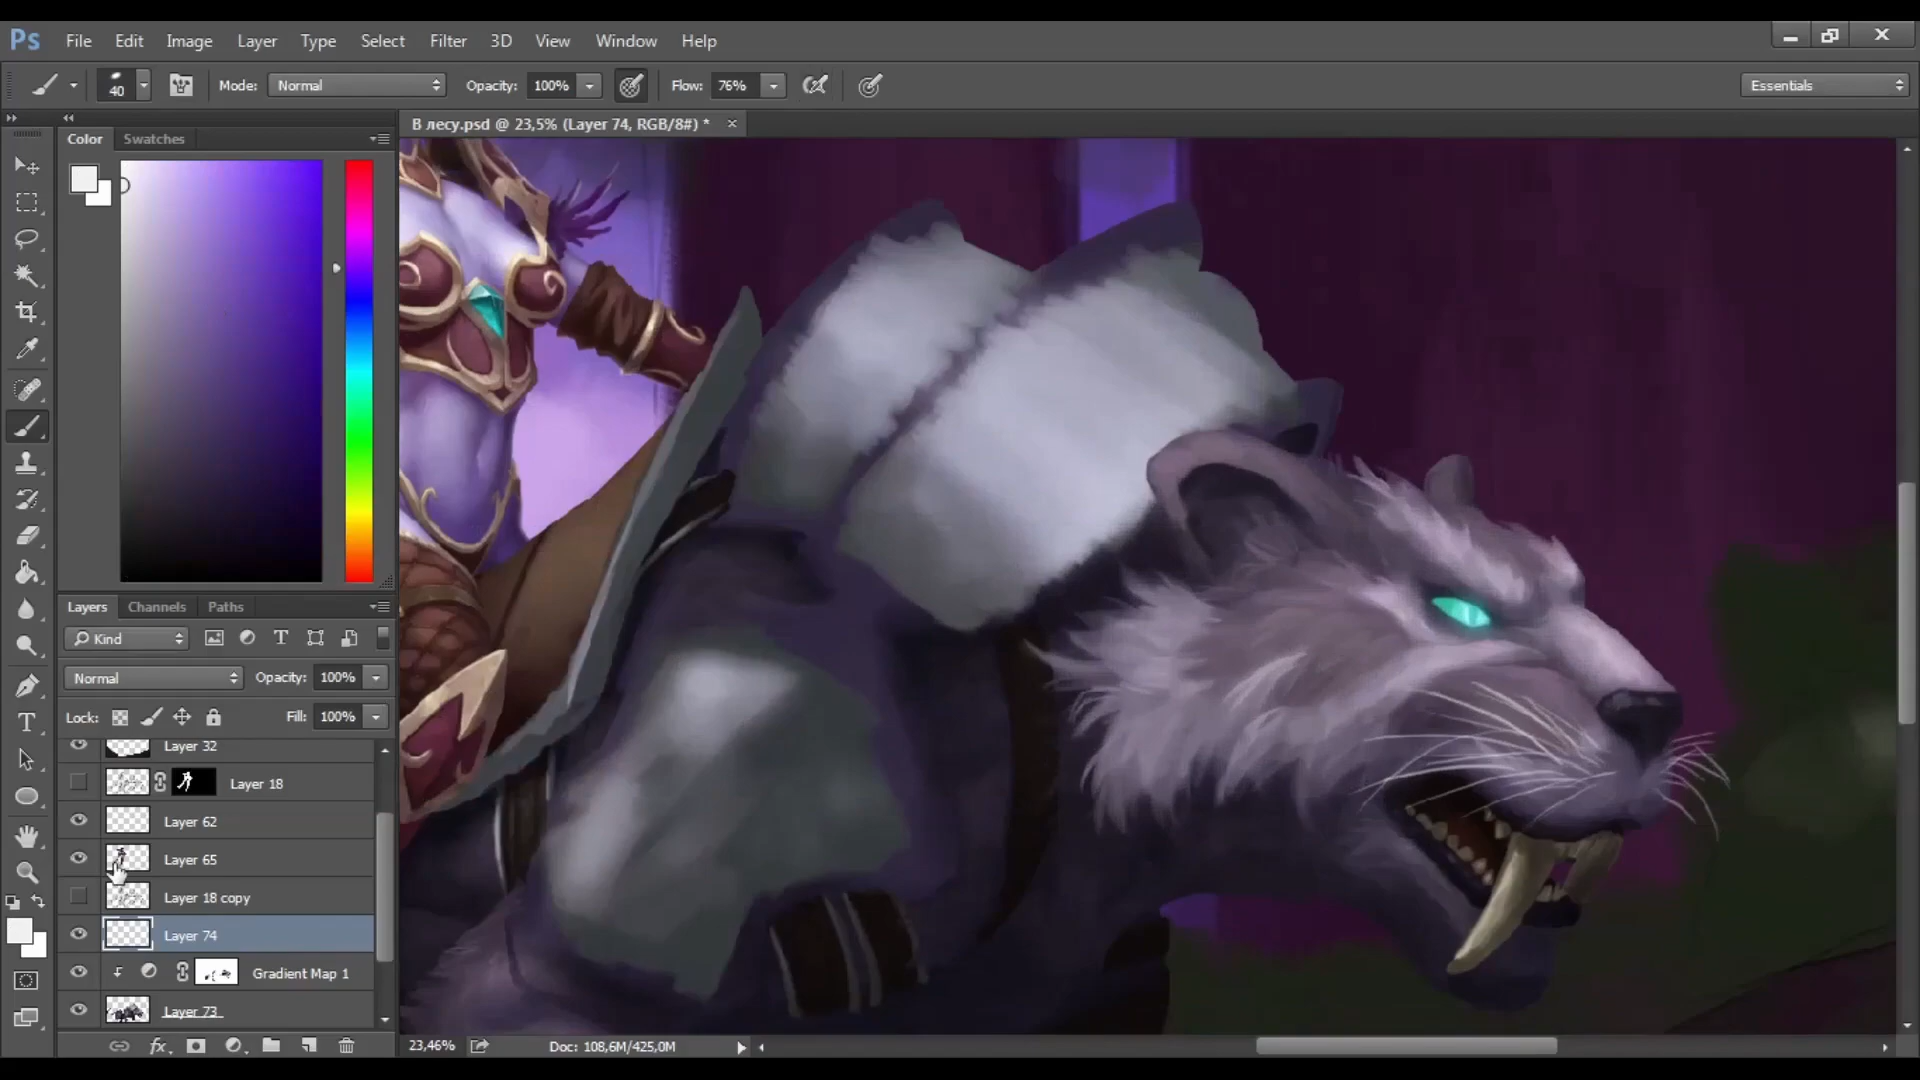 Ps File Edit Image Layer Type Select Filter 3D View Window Help
40 Mode: Normal Opacity: 100% Flow: 76% Essentials
В лесу.psd @ 23,5% (Layer 74, RGB/8#) *
Color Swatches
Layers Channels Paths
Kind
Normal Opacity: 100%
Lock: Fill: 100%
Layer 32
Layer 18
Layer 62
Layer 65
Layer 18 copy
Layer 74
Gradient Map 1
Layer 73
fx
23,46% Doc: 108,6M/425,0M